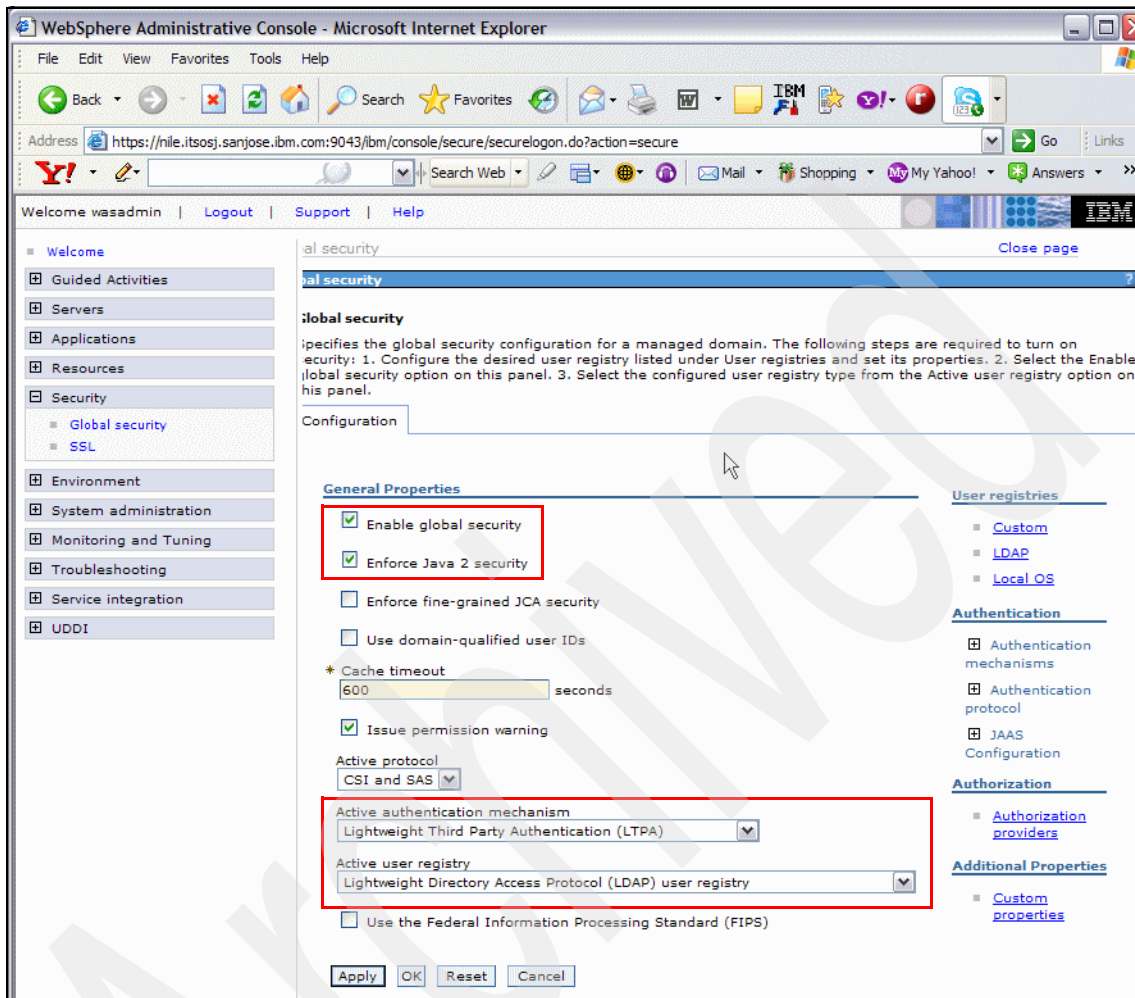 WebSphere Administrative Console - Microsoft Internet Explorer
File Edit View Favorites Tools Help
Back Search Favorites IBM
Address https://nile.itsosj.sanjose.ibm.com:9043/ibm/console/secure/securelogon.do?action=secure Go Links
Y! Search Web Mail Shopping My My Yahoo! Answers >>
Welcome wasadmin | Logout | Support | Help IBM
Welcome
Guided Activities
Servers
Applications
Resources
Security
Global security
SSL
Environment
System administration
Monitoring and Tuning
Troubleshooting
Service integration
UDDI
al security Close page
bal security ?
Global security
pecifies the global security configuration for a managed domain. The following steps are required to turn on
ecurity: 1. Configure the desired user registry listed under User registries and set its properties. 2. Select the Enable
global security option on this panel. 3. Select the configured user registry type from the Active user registry option on
his panel.
Configuration
General Properties
Enable global security
Enforce Java 2 security
Enforce fine-grained JCA security
Use domain-qualified user IDs
* Cache timeout
600 seconds
Issue permission warning
Active protocol
CSI and SAS
Active authentication mechanism
Lightweight Third Party Authentication (LTPA)
Active user registry
Lightweight Directory Access Protocol (LDAP) user registry
Use the Federal Information Processing Standard (FIPS)
Apply OK Reset Cancel
User registries
Custom
LDAP
Local OS
Authentication
Authentication
mechanisms
Authentication
protocol
JAAS
Configuration
Authorization
Authorization
providers
Additional Properties
Custom
properties
Archived